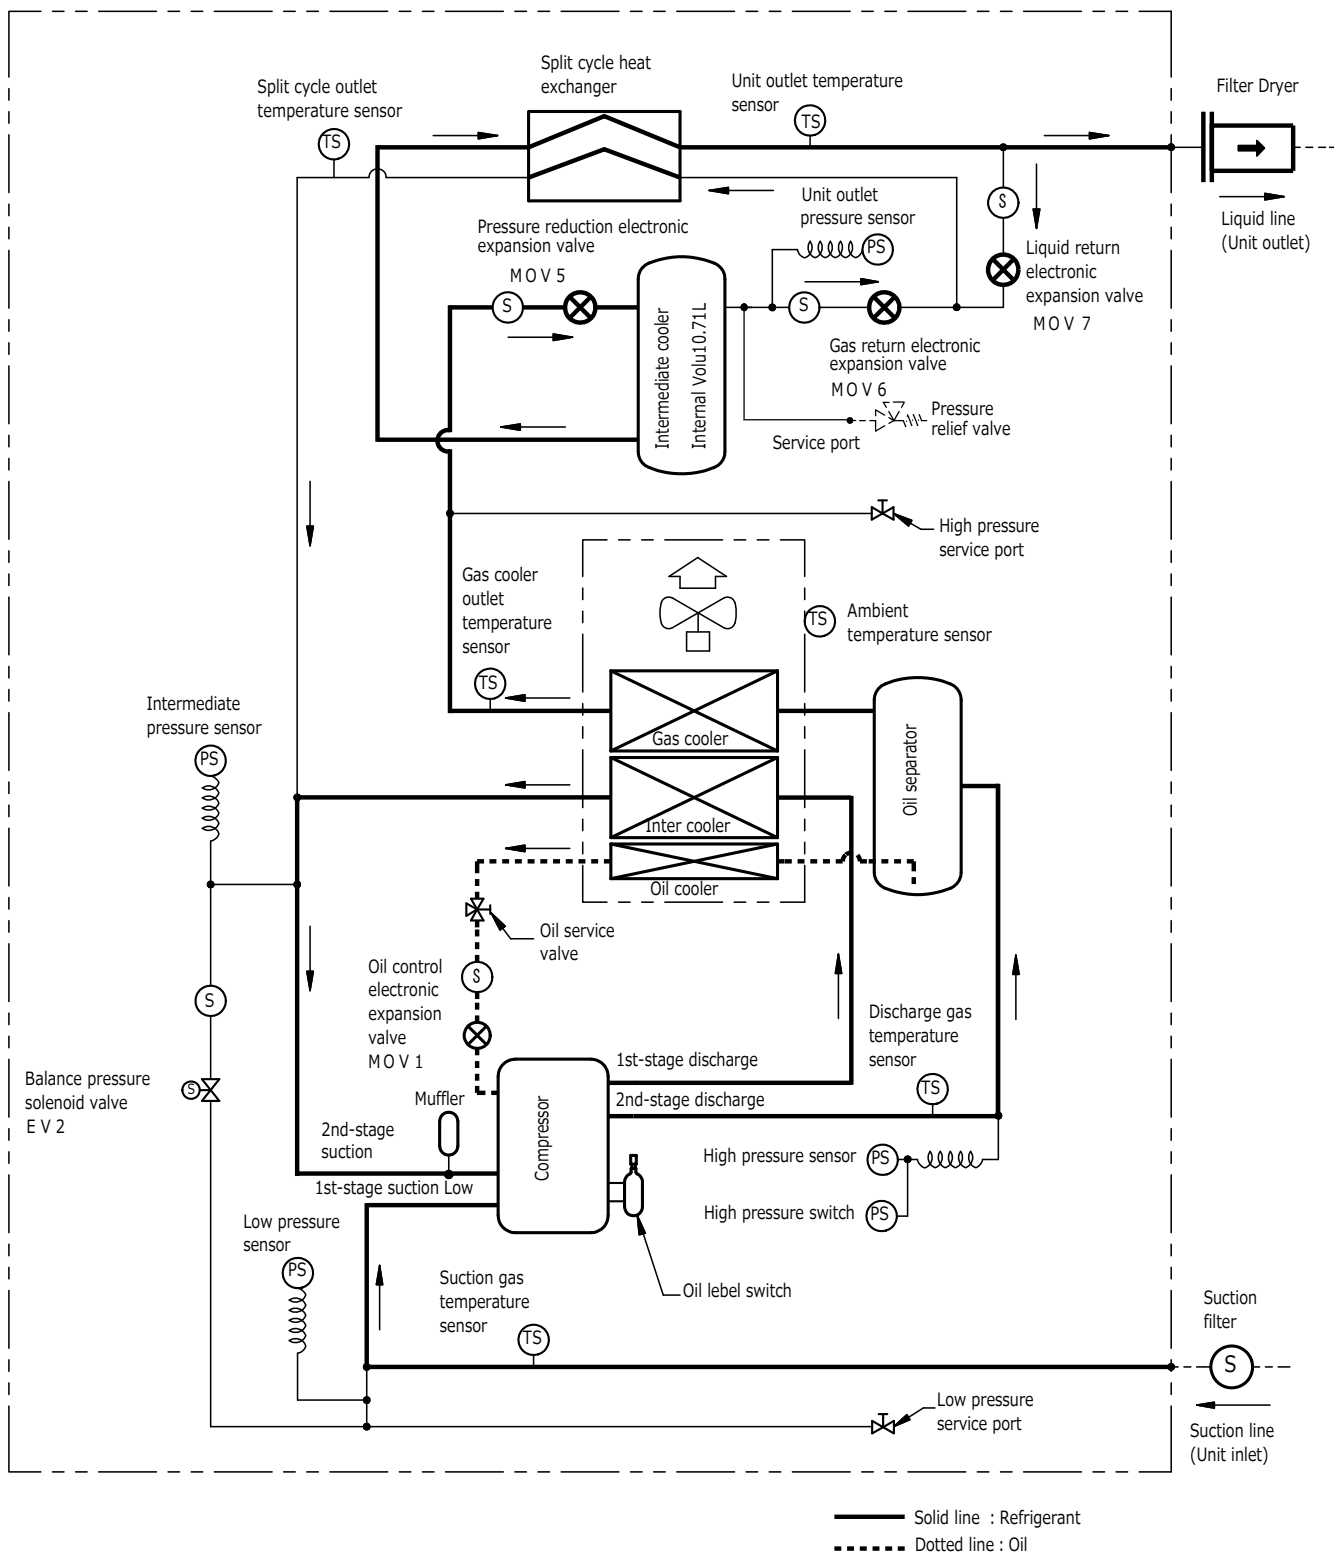 Split cycle heat
exchanger
Split cycle outlet
temperature sensor
TS
Unit outlet temperature
sensor
TS
Filter Dryer
Liquid line
(Unit outlet)
Unit outlet
pressure sensor
PS
S
Liquid return
electronic
expansion valve
MOV 7
Pressure reduction electronic
expansion valve
MOV 5
S
Intermediate cooler
Internal Volu10.71L
S
Gas return electronic
expansion valve
MOV 6
Pressure
relief valve
Service port
High pressure
service port
Gas cooler
outlet
temperature
sensor
TS
TS
Ambient
temperature sensor
Intermediate
pressure sensor
PS
Gas cooler
Inter cooler
Oil cooler
Oil separator
Oil service
valve
Oil control
electronic
expansion
valve
MOV 1
S
S
Discharge gas
temperature
sensor
TS
1st-stage discharge
2nd-stage discharge
Balance pressure
solenoid valve
EV 2
S
Muffler
2nd-stage
suction
1st-stage suction Low
Compressor
High pressure sensor
PS
High pressure switch
PS
Low pressure
sensor
PS
Oil lebel switch
Suction gas
temperature
sensor
TS
Suction
filter
S
Low pressure
service port
Suction line
(Unit inlet)
Solid line : Refrigerant
Dotted line : Oil